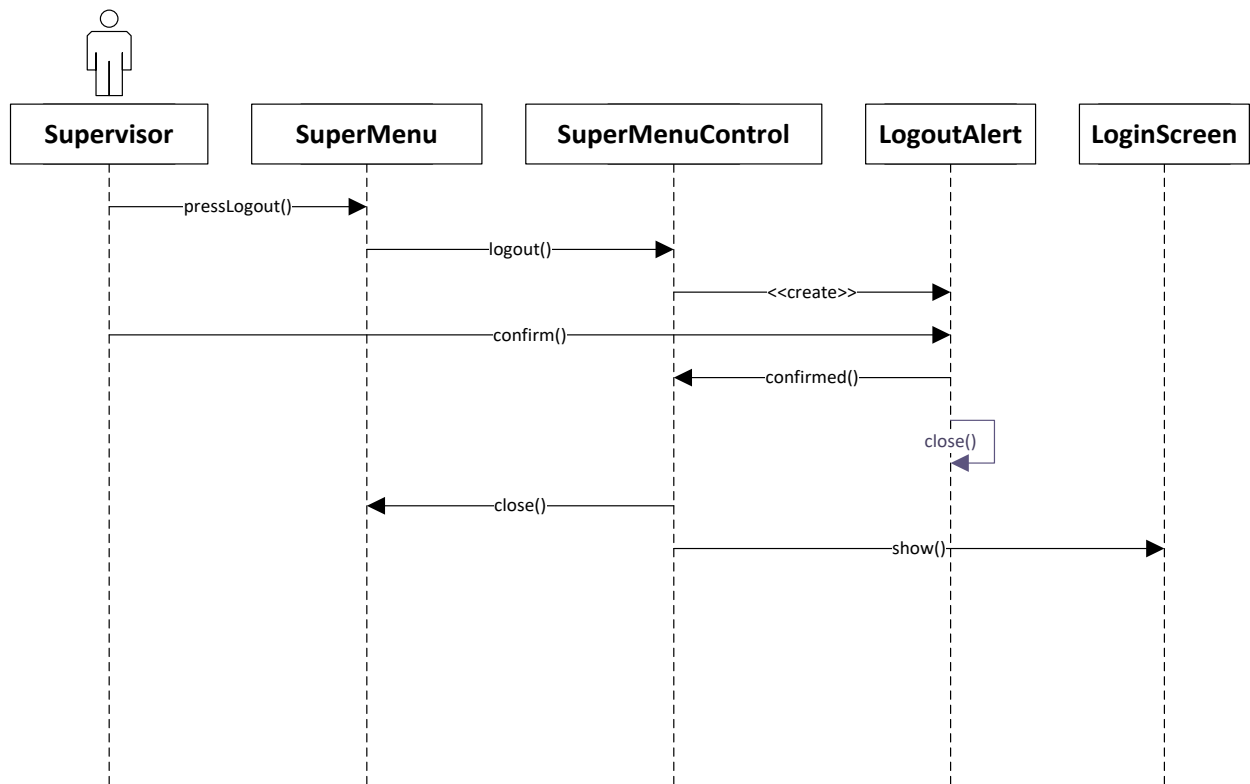 Supervisor
SuperMenu
SuperMenuControl
LogoutAlert
LoginScreen
pressLogout()
logout()
<<create>>
confirm()
confirmed()
close()
close()
show()